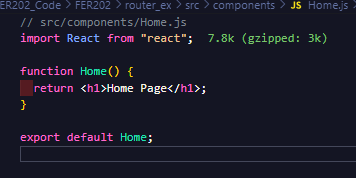 ER202_Code > FER202 > router_ex > src > components > JS Home.js
// src/components/Home.js
import React from "react"; 7.8k (gzipped: 3k)
function Home() {
return <h1>Home Page</h1>;
}
export default Home;